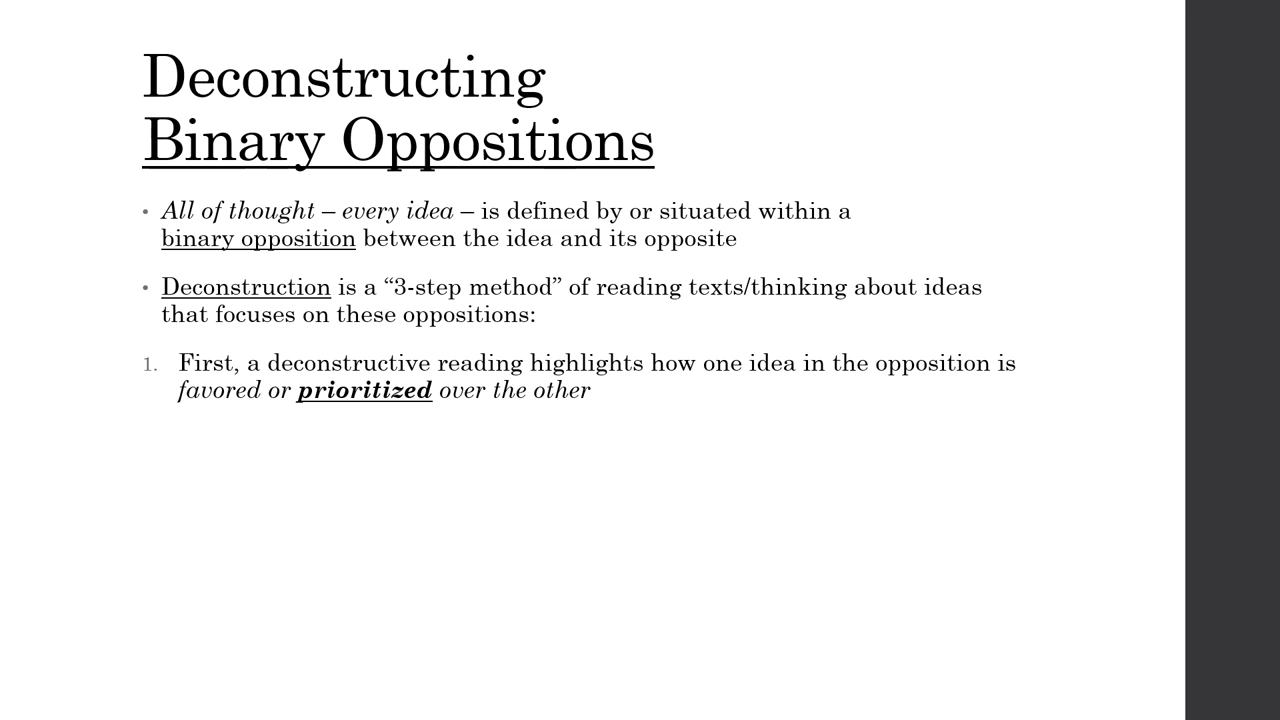 Deconstructing
Binary Oppositions
• All of thought – every idea – is defined by or situated within a
binary opposition between the idea and its opposite
• Deconstruction is a “3-step method” of reading texts/thinking about ideas
that focuses on these oppositions:
1. First, a deconstructive reading highlights how one idea in the opposition is
favored or prioritized over the other